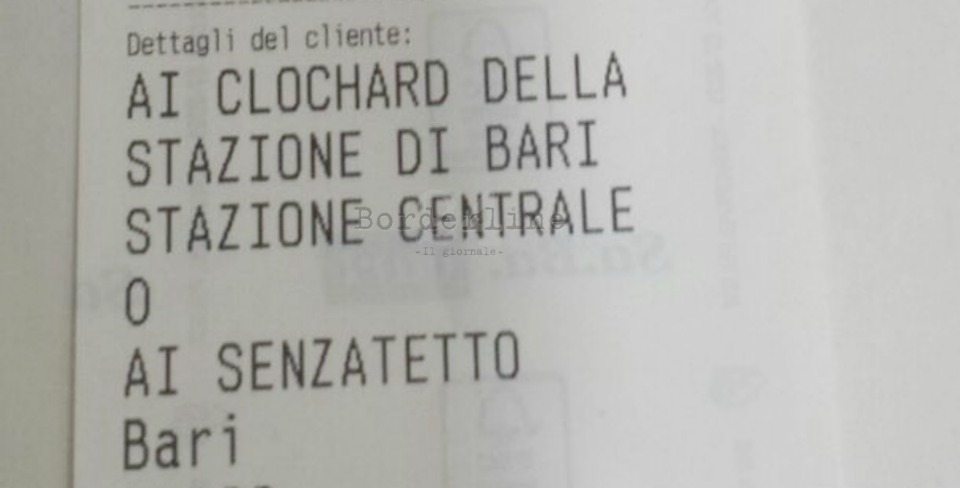 Dettagli del cliente:
AI CLOCHARD DELLA
STAZIONE DI BARI
STAZIONE CENTRALE
Borderline
-Il giornale-
O
AI SENZATETTO
Bari